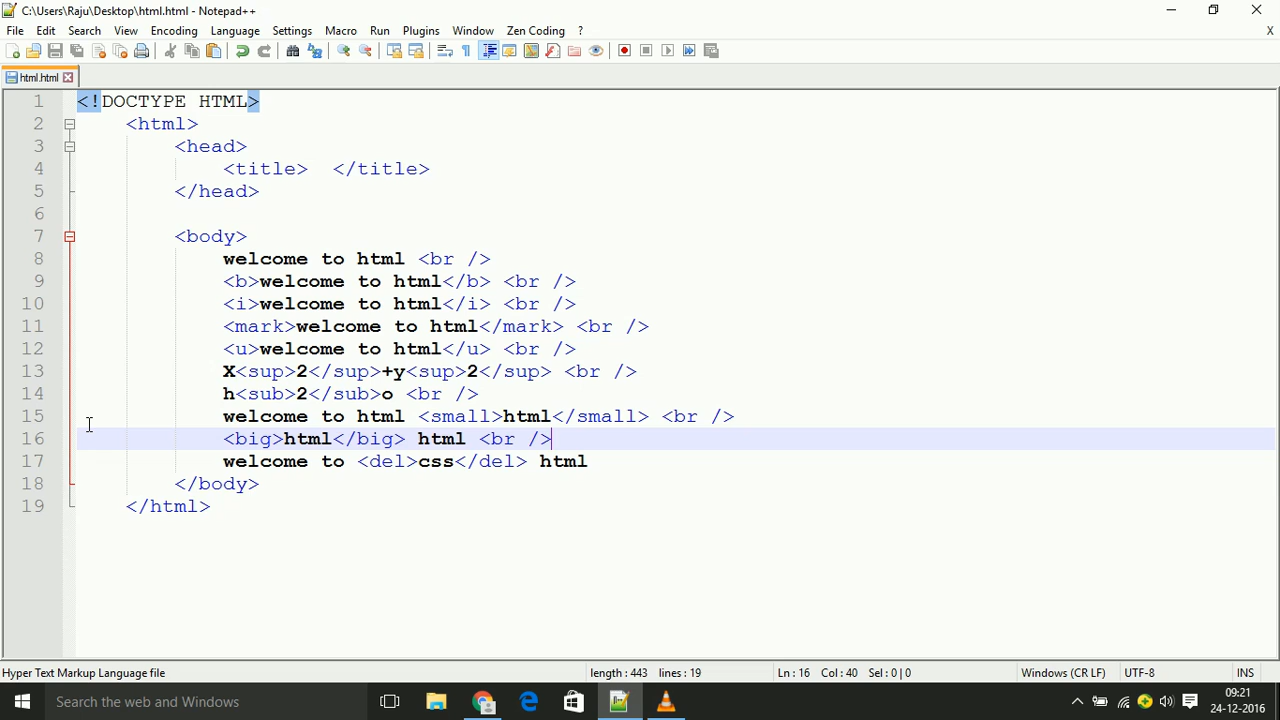 C:\Users\Raju\Desktop\html.html - Notepad++
File Edit Search View Encoding Language Settings Macro Run Plugins Window Zen Coding ? X
html.html
1 <!DOCTYPE HTML>
2 <html>
3 <head>
4 <title>  </title>
5 </head>
6
7 <body>
8 welcome to html <br />
9 <b>welcome to html</b> <br />
10 <i>welcome to html</i> <br />
11 <mark>welcome to html</mark> <br />
12 <u>welcome to html</u> <br />
13 X<sup>2</sup>+y<sup>2</sup> <br />
14 h<sub>2</sub>o <br />
15 welcome to html <small>html</small> <br />
16 <big>html</big> html <br />
17 welcome to <del>css</del> html
18 </body>
19 </html>
Hyper Text Markup Language file length : 443 lines : 19 Ln : 16 Col : 40 Sel : 0 | 0 Windows (CR LF) UTF-8 INS
Search the web and Windows
09:21
24-12-2016